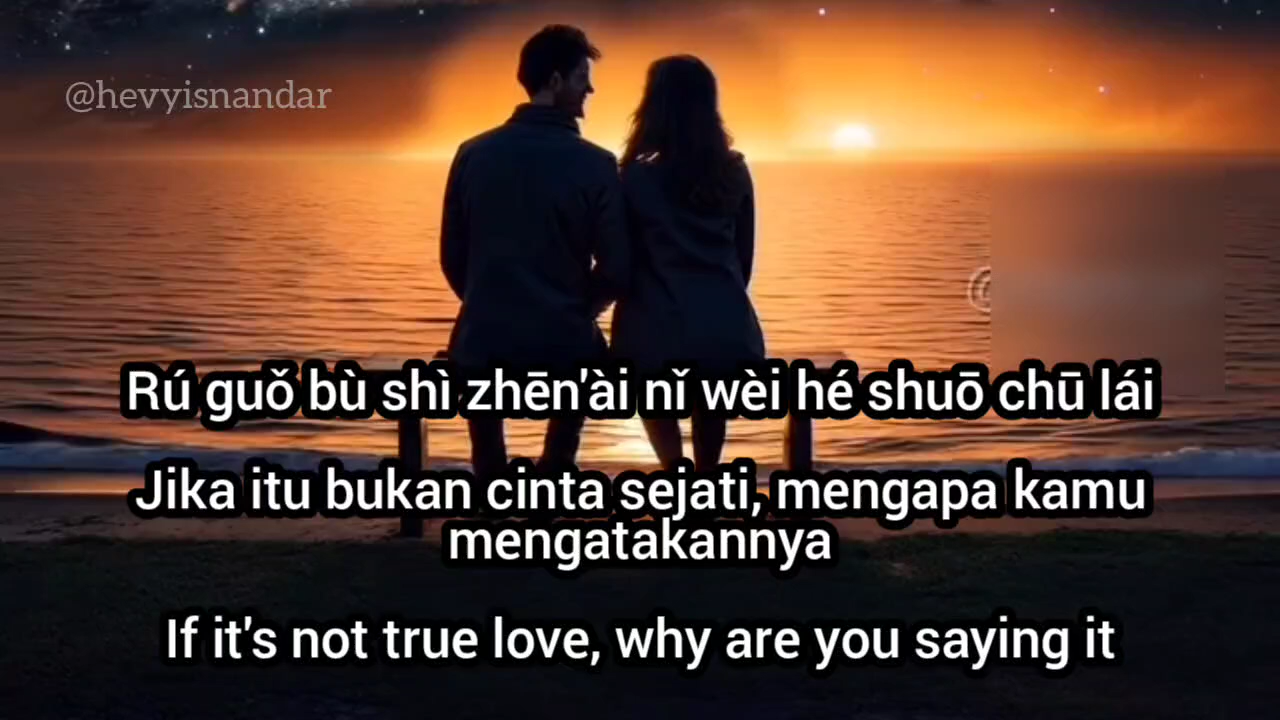 @hevyisnandar
@
Rú guǒ bù shì zhēn'ài nǐ wèi hé shuō chū lái
Jika itu bukan cinta sejati, mengapa kamu
mengatakannya
If it's not true love, why are you saying it